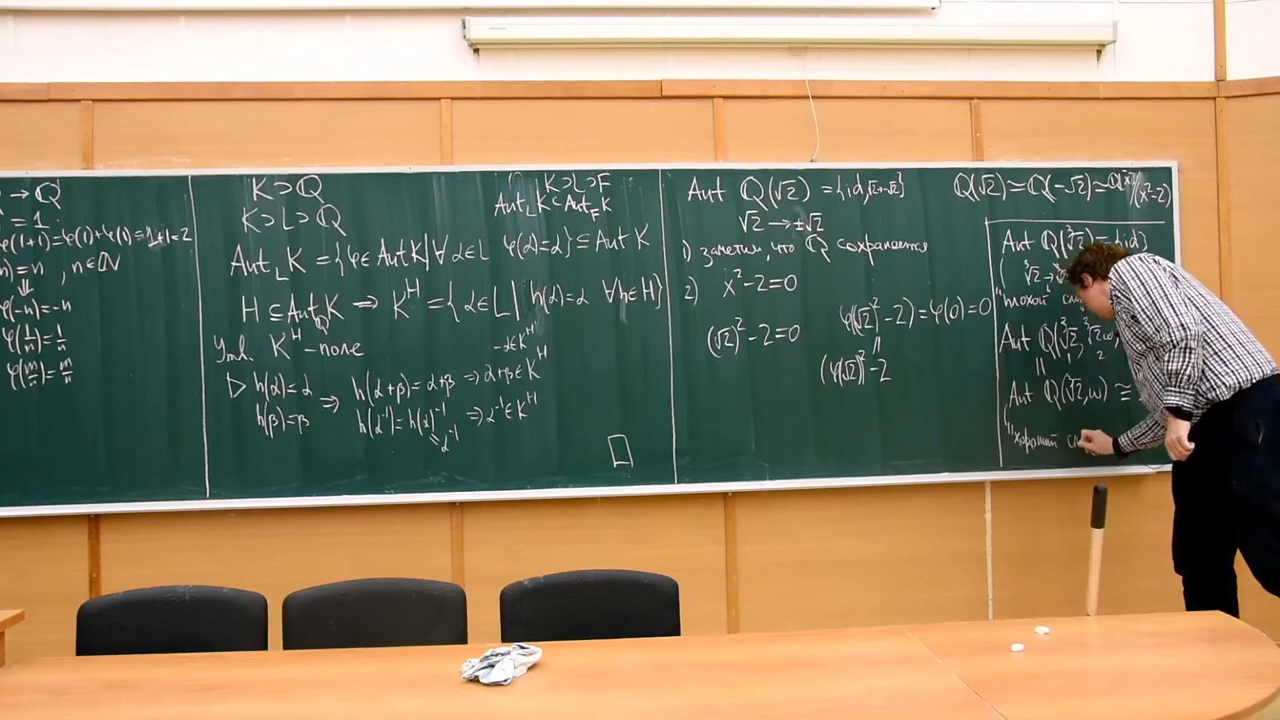 → Q
= 1
φ(1+1)=φ(1)+φ(1)=1+1=2
n)=n , n∈ℕ
⇓
φ(-n)=-n
φ(1/n)=1/n
φ(m/n)=m/n
K⊃Q
K⊃L⊃Q
K⊃L⊃F
Aut_L K ⊂ Aut_F K
Aut_L K = {φ∈Aut K | ∀α∈L φ(α)=α} ⊆ Aut K
H ⊆ Aut_Q K ⇒ K^H = {α∈L | h(α)=α ∀h∈H}
Утв. K^H – поле
-α∈K^H
▷ h(α)=α
h(β)=β
⇒
h(α+β)=α+β ⇒ α+β∈K^H
h(α^-1)=h(α)^-1 ⇒ α^-1∈K^H
α^-1
□
Aut Q(√2) = {id, √2→-√2}
√2 → ±√2
1) заметим, что Q сохраняется
2) x²-2=0
(√2)²-2=0
φ((√2)²-2)=φ(0)=0
||
(φ(√2))²-2
Q(√2) ≃ Q(-√2) ≃ Q[x]/(x²-2)
Aut Q(∛2) = {id}
"плохой
Aut Q(∛2, ∛2ω,
||
Aut Q(∛2, ω) ≅
"хороший сл